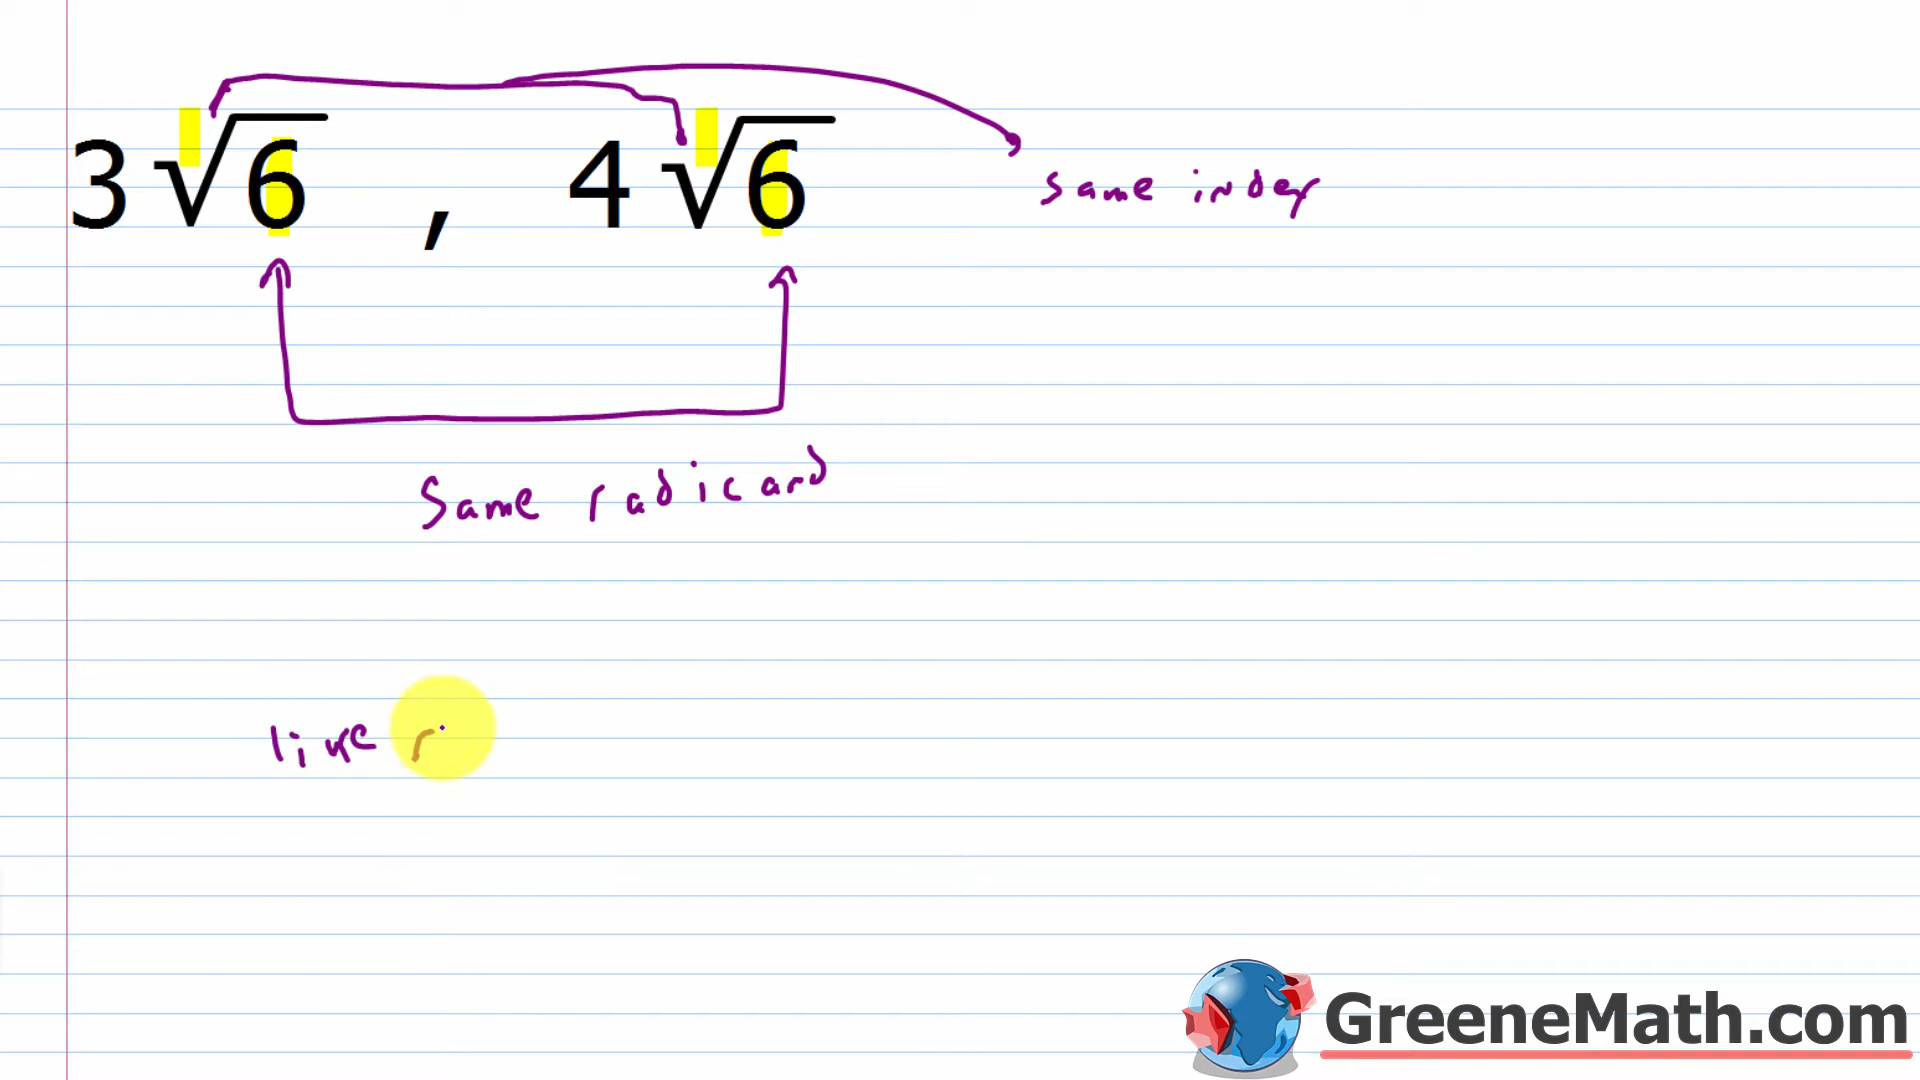 3√6 , 4√6
same index
Same radicand
like r
GreeneMath.com